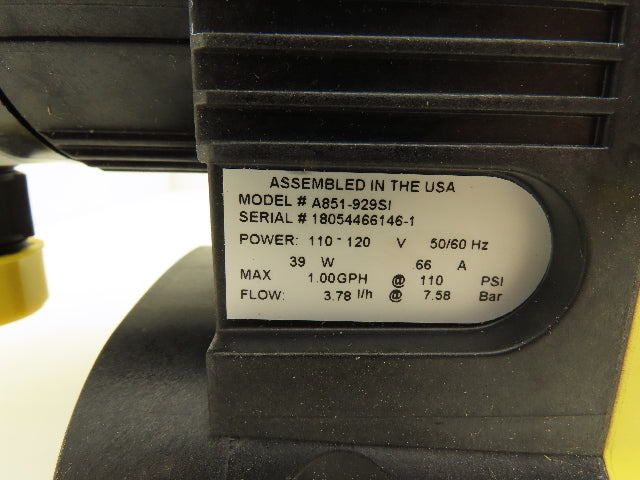 ASSEMBLED IN THE USA
MODEL # A851-929SI
SERIAL # 18054466146-1
POWER: 110 - 120 V 50/60 Hz
39 W .66 A
MAX 1.00GPH @ 110 PSI
FLOW: 3.78 l/h @ 7.58 Bar